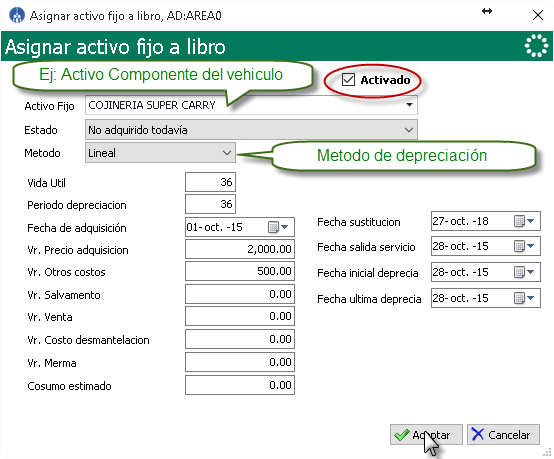 Asignar activo fijo a libro, AD:AREA0
Asignar activo fijo a libro
Ej: Activo Componente del vehiculo
Activado
Activo Fijo COJINERIA SUPER CARRY
Estado No adquirido todavía
Metodo Lineal
Metodo de depreciación
Vida Util 36
Periodo depreciacion 36
Fecha de adquisición 01-oct. -15
Vr. Precio adquisicion 2,000.00
Vr. Otros costos 500.00
Vr. Salvamento 0.00
Vr. Venta 0.00
Vr. Costo desmantelacion 0.00
Vr. Merma 0.00
Cosumo estimado 0.00
Fecha sustitucion 27-oct. -18
Fecha salida servicio 28-oct. -15
Fecha inicial deprecia 28-oct. -15
Fecha ultima deprecia 28-oct. -15
Aceptar Cancelar